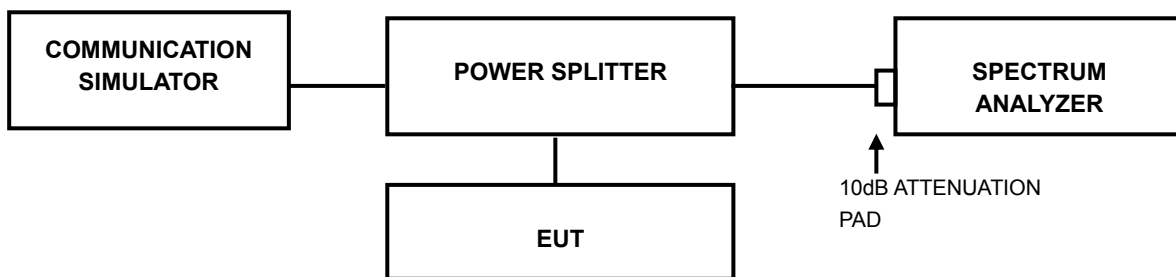 COMMUNICATION
SIMULATOR
POWER SPLITTER
SPECTRUM
ANALYZER
10dB ATTENUATION
PAD
EUT